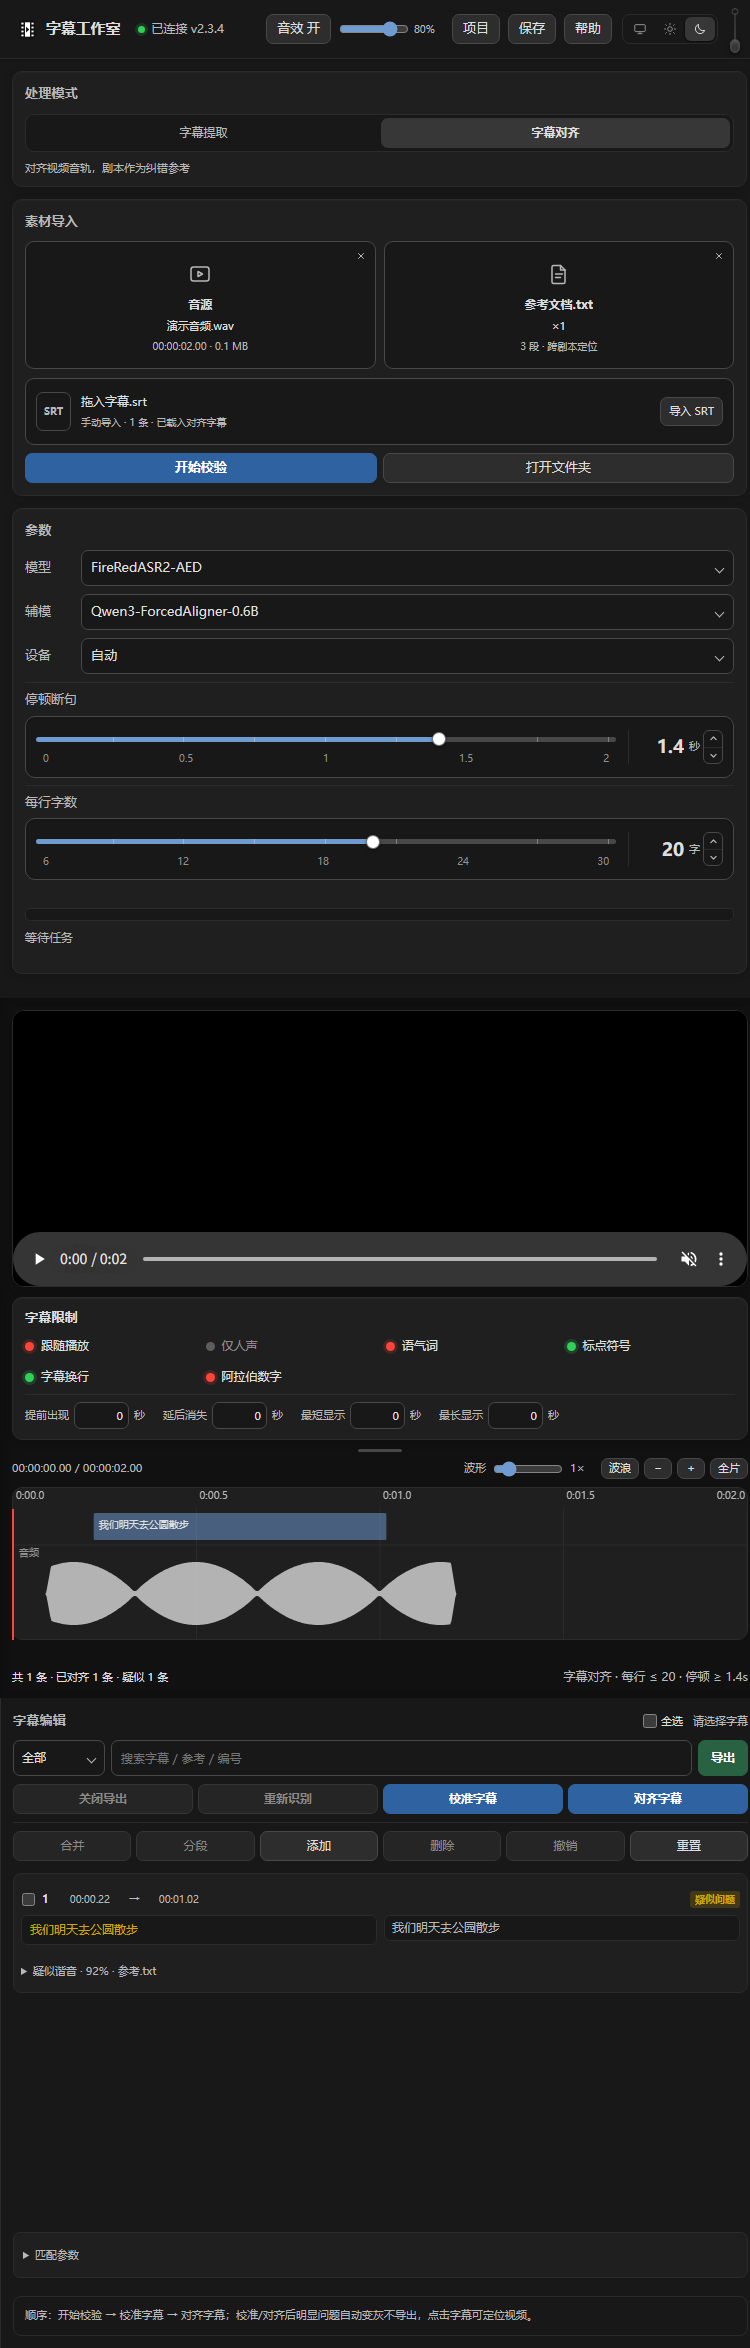 字幕工作室 已连接 v2.3.4 音效 开 80% 项目 保存 帮助
处理模式
字幕提取 字幕对齐
对齐视频音轨，剧本作为纠错参考
素材导入
× ×
音源 参考文档.txt
演示音频.wav ×1
00:00:02.00 · 0.1 MB 3 段 · 跨剧本定位
SRT 拖入字幕.srt 导入 SRT
手动导入 · 1 条 · 已载入对齐字幕
开始校验 打开文件夹
参数
模型 FireRedASR2-AED
辅模 Qwen3-ForcedAligner-0.6B
设备 自动
停顿断句
1.4 秒
0 0.5 1 1.5 2
每行字数
20 字
6 12 18 24 30
等待任务
0:00 / 0:02
字幕限制
跟随播放 仅人声 语气词 标点符号
字幕换行 阿拉伯数字
提前出现 0 秒 延后消失 0 秒 最短显示 0 秒 最长显示 0 秒
00:00:00.00 / 00:00:02.00 波形 1× 波浪 − + 全片
0:00.0 0:00.5 0:01.0 0:01.5 0:02.0
我们明天去公圆散步
音频
共 1 条 · 已对齐 1 条 · 疑似 1 条 字幕对齐 · 每行 ≤ 20 · 停顿 ≥ 1.4s
字幕编辑 全选 请选择字幕
全部 搜索字幕 / 参考 / 编号 导出
关闭导出 重新识别 校准字幕 对齐字幕
合并 分段 添加 删除 撤销 重置
1 00:00.22 → 00:01.02 疑似问题
我们明天去公圆散步 我们明天去公园散步
疑似谐音 · 92% · 参考.txt
匹配参数
顺序：开始校验 → 校准字幕 → 对齐字幕；校准/对齐后明显问题自动变灰不导出，点击字幕可定位视频。